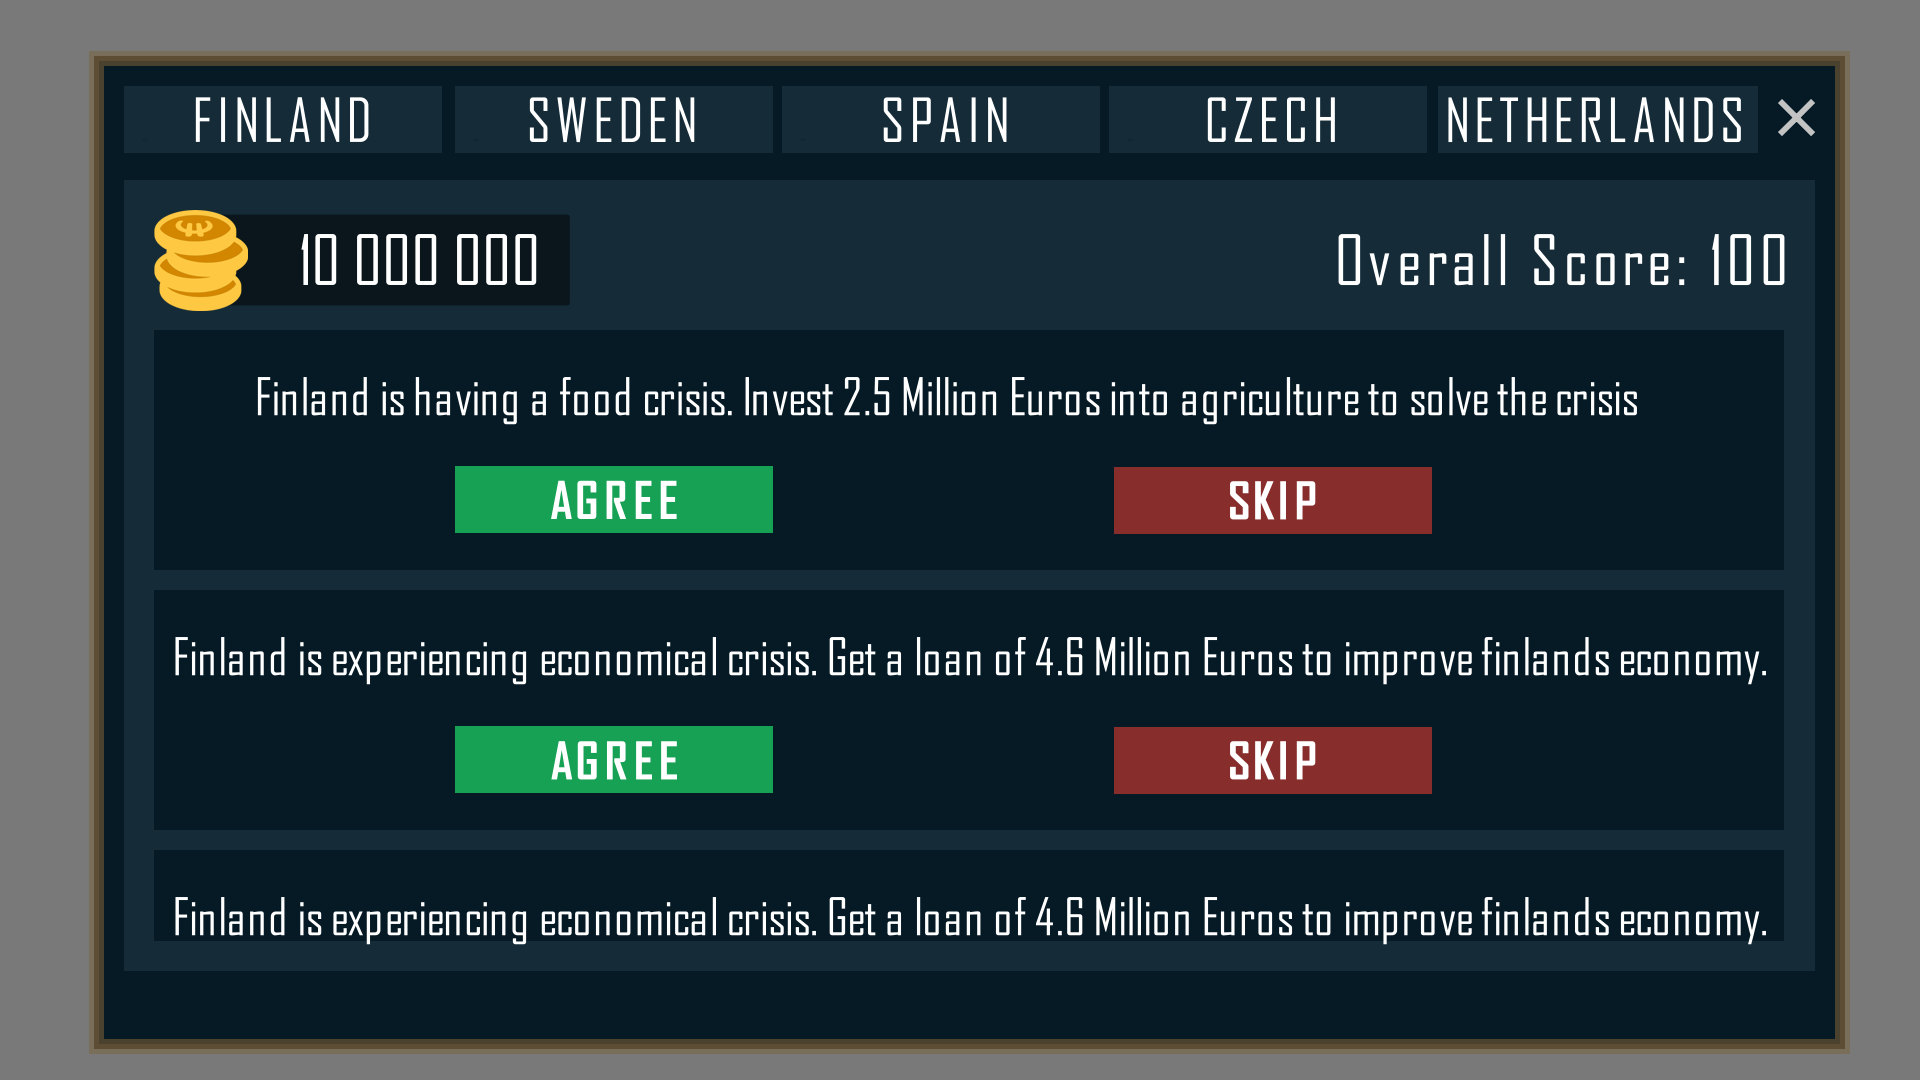 FINLAND SWEDEN SPAIN CZECH NETHERLANDS
10 000 000 Overall Score: 100
Finland is having a food crisis. Invest 2.5 Million Euros into agriculture to solve the crisis
AGREE SKIP
Finland is experiencing economical crisis. Get a loan of 4.6 Million Euros to improve finlands economy.
AGREE SKIP
Finland is experiencing economical crisis. Get a loan of 4.6 Million Euros to improve finlands economy.